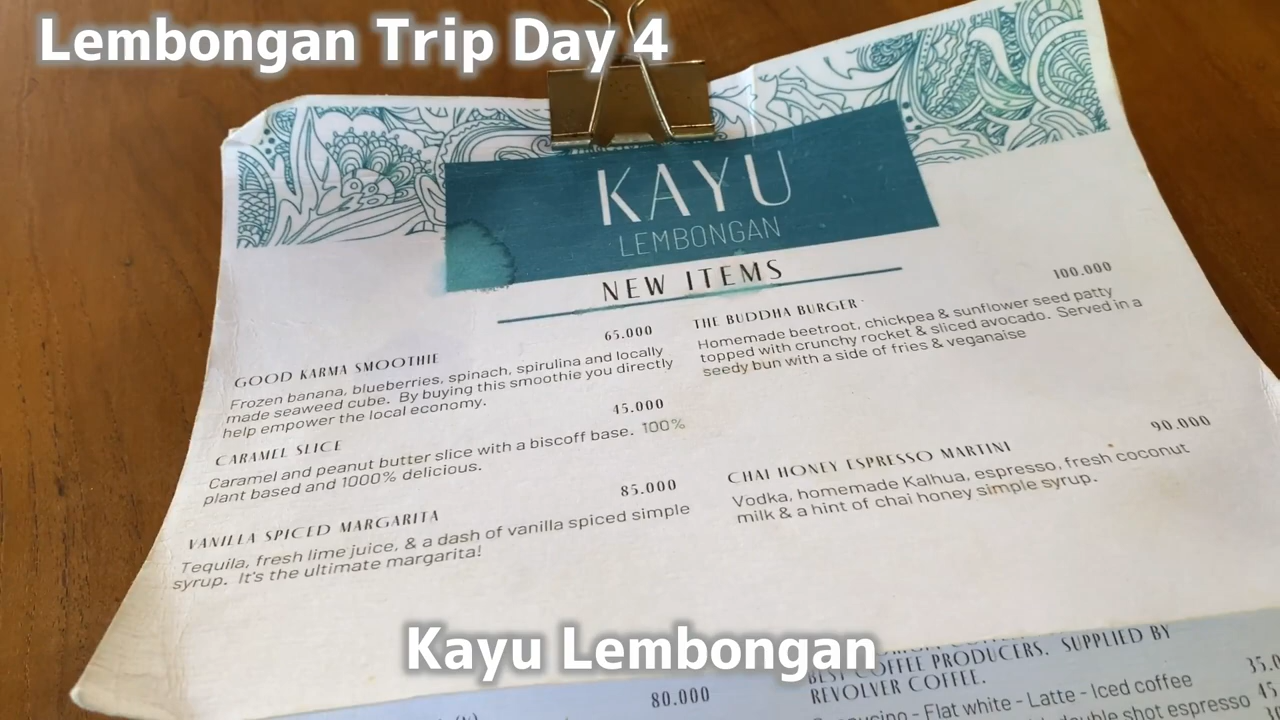 Lembongan Trip Day 4
KAYU
LEMBONGAN
NEW ITEMS
65.000
GOOD KARMA SMOOTHIE
Frozen banana, blueberries, spinach, spirulina and locally
made seaweed cube. By buying this smoothie you directly
help empower the local economy.
45.000
CARAMEL SLICE
Caramel and peanut butter slice with a biscoff base. 100%
plant based and 1000% delicious.
85.000
VANILLA SPICED MARGARITA
Tequila, fresh lime juice, & a dash of vanilla spiced simple
syrup. It's the ultimate margarita!
100.000
THE BUDDHA BURGER
Homemade beetroot, chickpea & sunflower seed patty
topped with crunchy rocket & sliced avocado. Served in a
seedy bun with a side of fries & veganaise
90.000
CHAI HONEY ESPRESSO MARTINI
Vodka, homemade Kalhua, espresso, fresh coconut
milk & a hint of chai honey simple syrup.
Kayu Lembongan
80.000
BEST COFFEE PRODUCERS. SUPPLIED BY
REVOLVER COFFEE.
35.0
- Flat white - Latte - Iced coffee
45.
double shot espresso